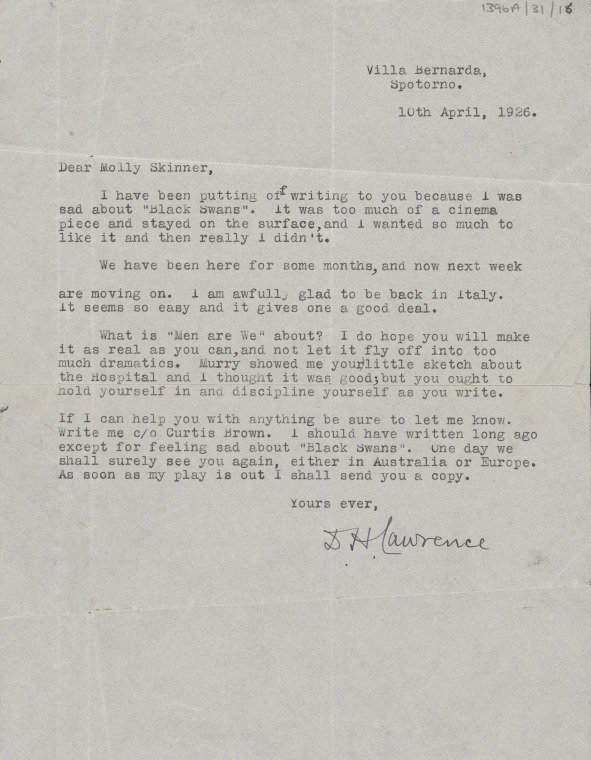 1396A/31/16
Villa Bernarda,
Spotorno.
10th April, 1926.
Dear Molly Skinner,
I have been putting off writing to you because I was
sad about "Black Swans". It was too much of a cinema
piece and stayed on the surface,and I wanted so much to
like it and then really I didn't.
We have been here for some months,and now next week
are moving on. I am awfully glad to be back in Italy.
It seems so easy and it gives one a good deal.
What is "Men are We" about? I do hope you will make
it as real as you can,and not let it fly off into too
much dramatics. Murry showed me your little sketch about
the Hospital and I thought it was good;but you ought to
hold yourself in and discipline yourself as you write.
If I can help you with anything be sure to let me know.
Write me c/o Curtis Brown. I should have written long ago
except for feeling sad about "Black Swans". One day we
shall surely see you again, either in Australia or Europe.
As soon as my play is out I shall send you a copy.
Yours ever,
D. H. Lawrence